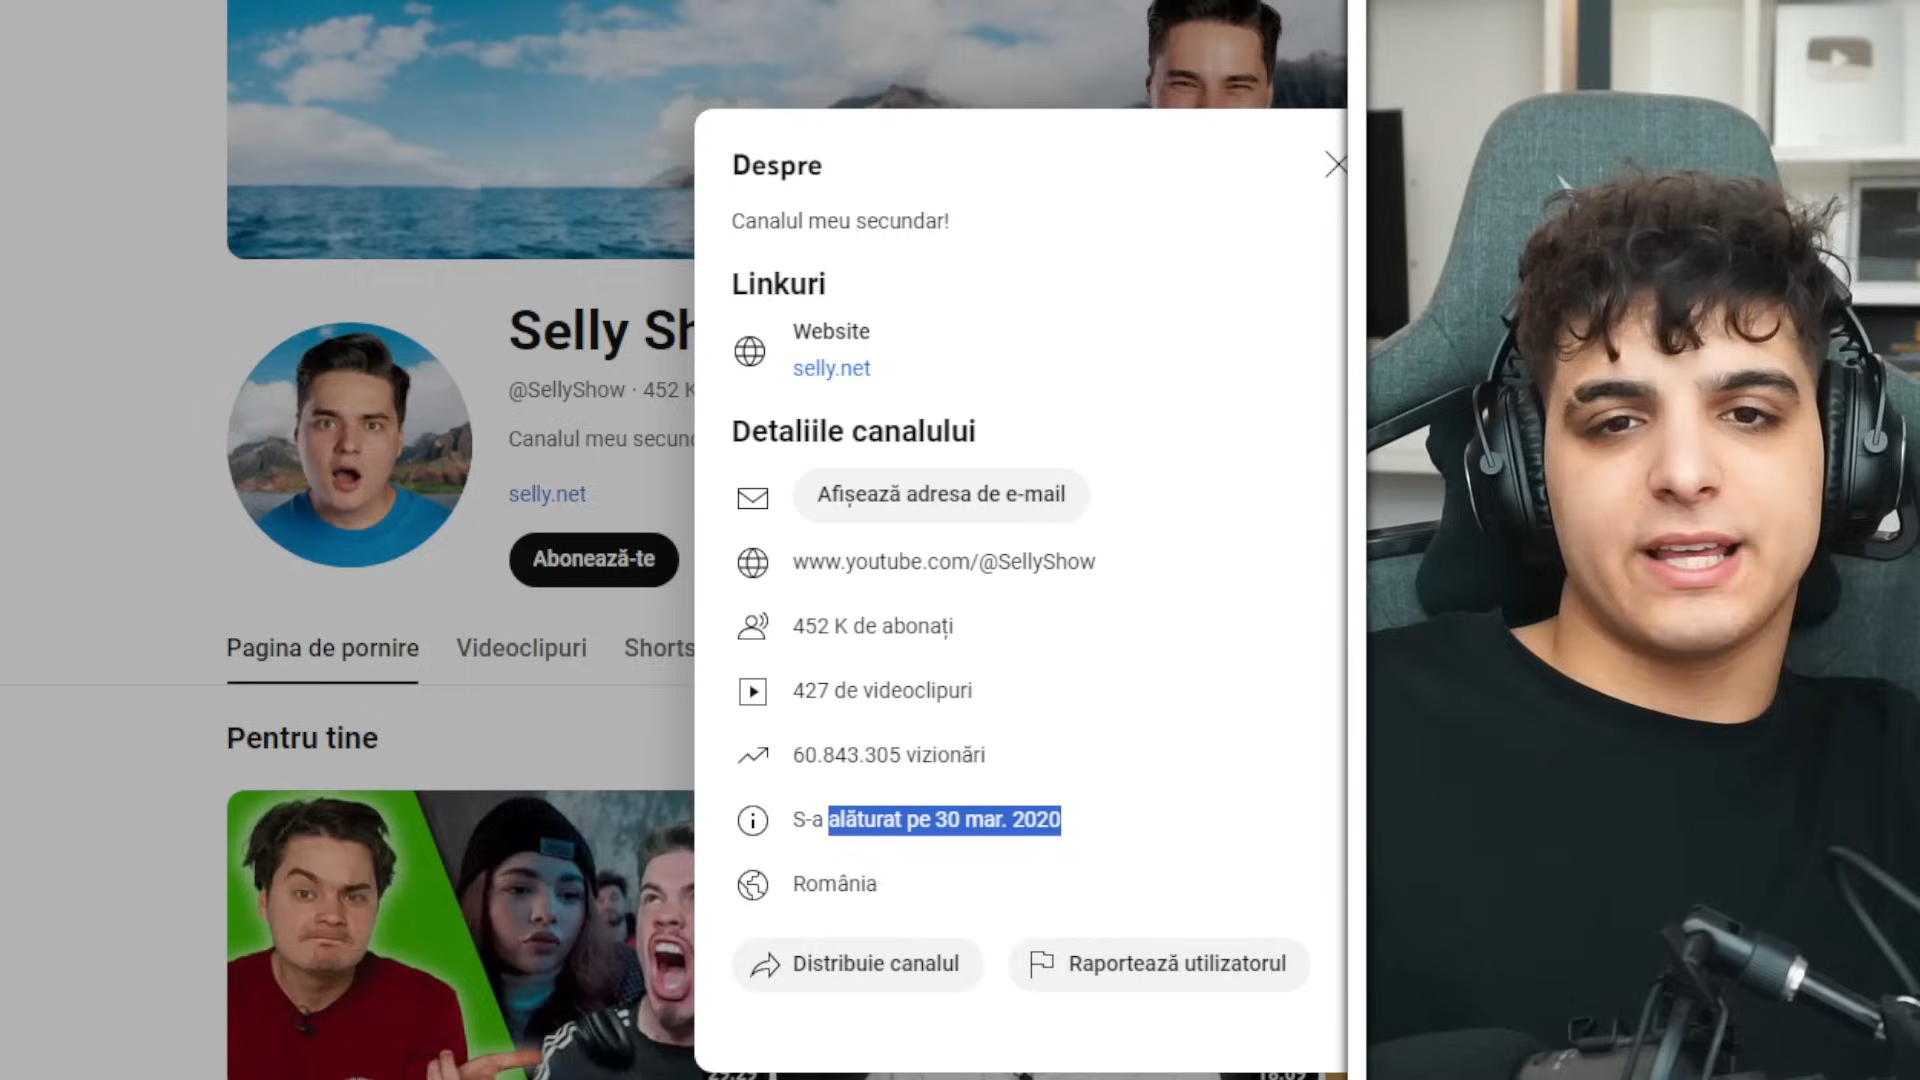 Despre
Canalul meu secundar!
Linkuri
Website
selly.net
Detaliile canalului
Afișează adresa de e-mail
www.youtube.com/@SellyShow
452 K de abonați
427 de videoclipuri
60.843.305 vizionări
S-a alăturat pe 30 mar. 2020
România
Distribuie canalul
Raportează utilizatorul
Selly Sh
@SellyShow · 452 K
Canalul meu secund
selly.net
Abonează-te
Pagina de pornire
Videoclipuri
Shorts
Pentru tine